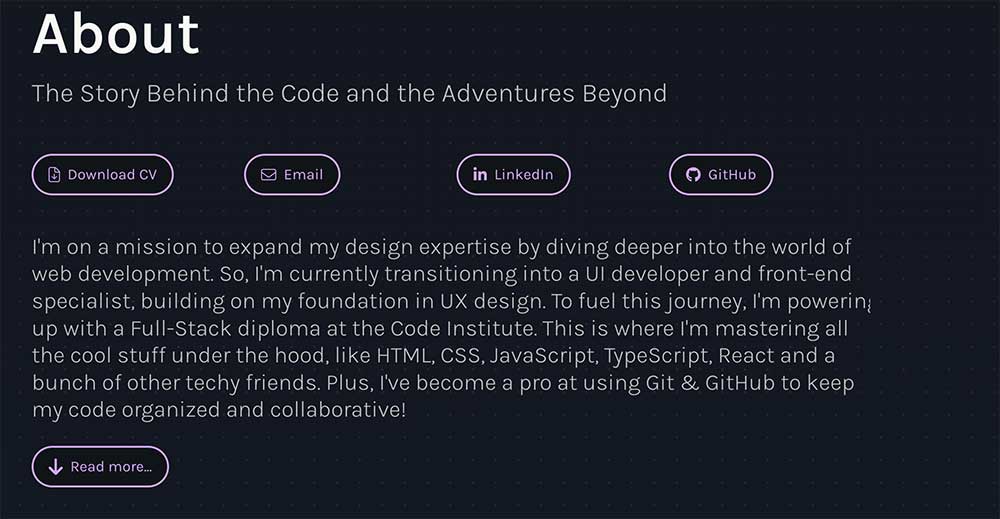 About
The Story Behind the Code and the Adventures Beyond
Download CV
Email
LinkedIn
GitHub
I'm on a mission to expand my design expertise by diving deeper into the world of
web development. So, I'm currently transitioning into a UI developer and front-end
specialist, building on my foundation in UX design. To fuel this journey, I'm powering
up with a Full-Stack diploma at the Code Institute. This is where I'm mastering all
the cool stuff under the hood, like HTML, CSS, JavaScript, TypeScript, React and a
bunch of other techy friends. Plus, I've become a pro at using Git & GitHub to keep
my code organized and collaborative!
Read more...